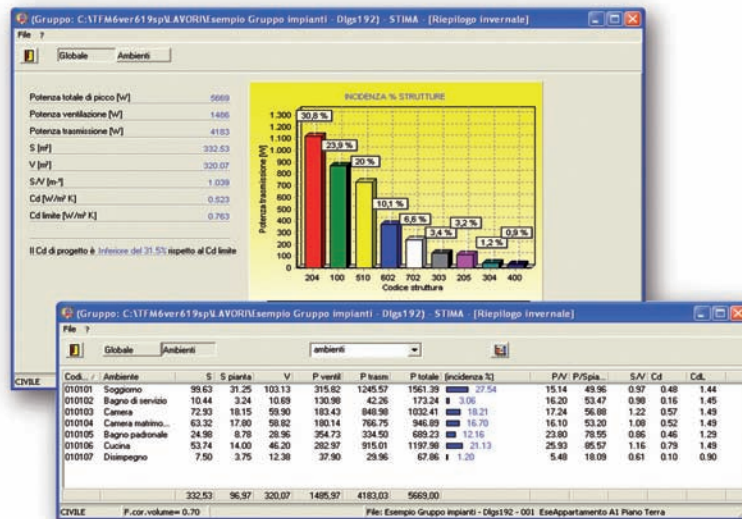 (Gruppo: C:\TFM6ver619sp\LAVORI\Esempio Gruppo impianti - Dlgs192) - STIMA - [Riepilogo invernale]
File ?
Globale Ambienti
Potenza totale di picco [W] 5669
Potenza ventilazione [W] 1486
Potenza trasmissione [W] 4183
S [m²] 332.53
V [m³] 320.07
S/V [m-¹] 1.039
Cd [W/m³ K] 0.523
Cd limite [W/m³ K] 0.763
Il Cd di progetto è Inferiore del 31.5% rispetto al Cd limite
INCIDENZA % STRUTTURE
Potenza trasmissione [W]
1.300
1.200
1.100
1.000
900
800
700
600
500
400
300
200
100
0
30,8 %
23,9 %
20 %
10,1 %
6,6 %
3,4 %
3,2 %
1,2 %
0,9 %
204 100 510 602 702 303 205 304 400
Codice struttura
CIVILE
(Gruppo: C:\TFM6ver619sp\LAVORI\Esempio Gruppo impianti - Dlgs192) - STIMA - [Riepilogo invernale]
File ?
Globale Ambienti ambienti
Codi... / Ambiente S S pianta V P ventil P trasm P totale (incidenza %) P/V P/Spia... S/V Cd CdL
010101 Soggiorno 99.63 31.25 103.13 315.82 1245.57 1561.39 27.54 15.14 49.96 0.97 0.48 1.44
010102 Bagno di servizio 10.44 3.24 10.69 130.98 42.26 173.24 3.06 16.20 53.47 0.98 0.16 1.45
010103 Camera 72.93 18.15 59.90 183.43 848.98 1032.41 18.21 17.24 56.88 1.22 0.57 1.49
010104 Camera matrimo... 63.32 17.80 58.82 180.14 766.75 946.89 16.70 16.10 53.20 1.08 0.52 1.49
010105 Bagno padronale 24.98 8.78 28.96 354.73 334.50 689.23 12.16 23.80 78.55 0.86 0.46 1.29
010106 Cucina 53.74 14.00 46.20 282.97 915.01 1197.98 21.13 25.93 85.57 1.16 0.79 1.49
010107 Disimpegno 7.50 3.75 12.38 37.90 29.96 67.86 1.20 5.48 18.09 0.61 0.10 0.90
332,53 96,97 320,07 1485,97 4183,03 5669,00
CIVILE F.cor.volume= 0.70 File: Esempio Gruppo impianti - Dlgs192 - 001 EseAppartamento A1 Piano Terra